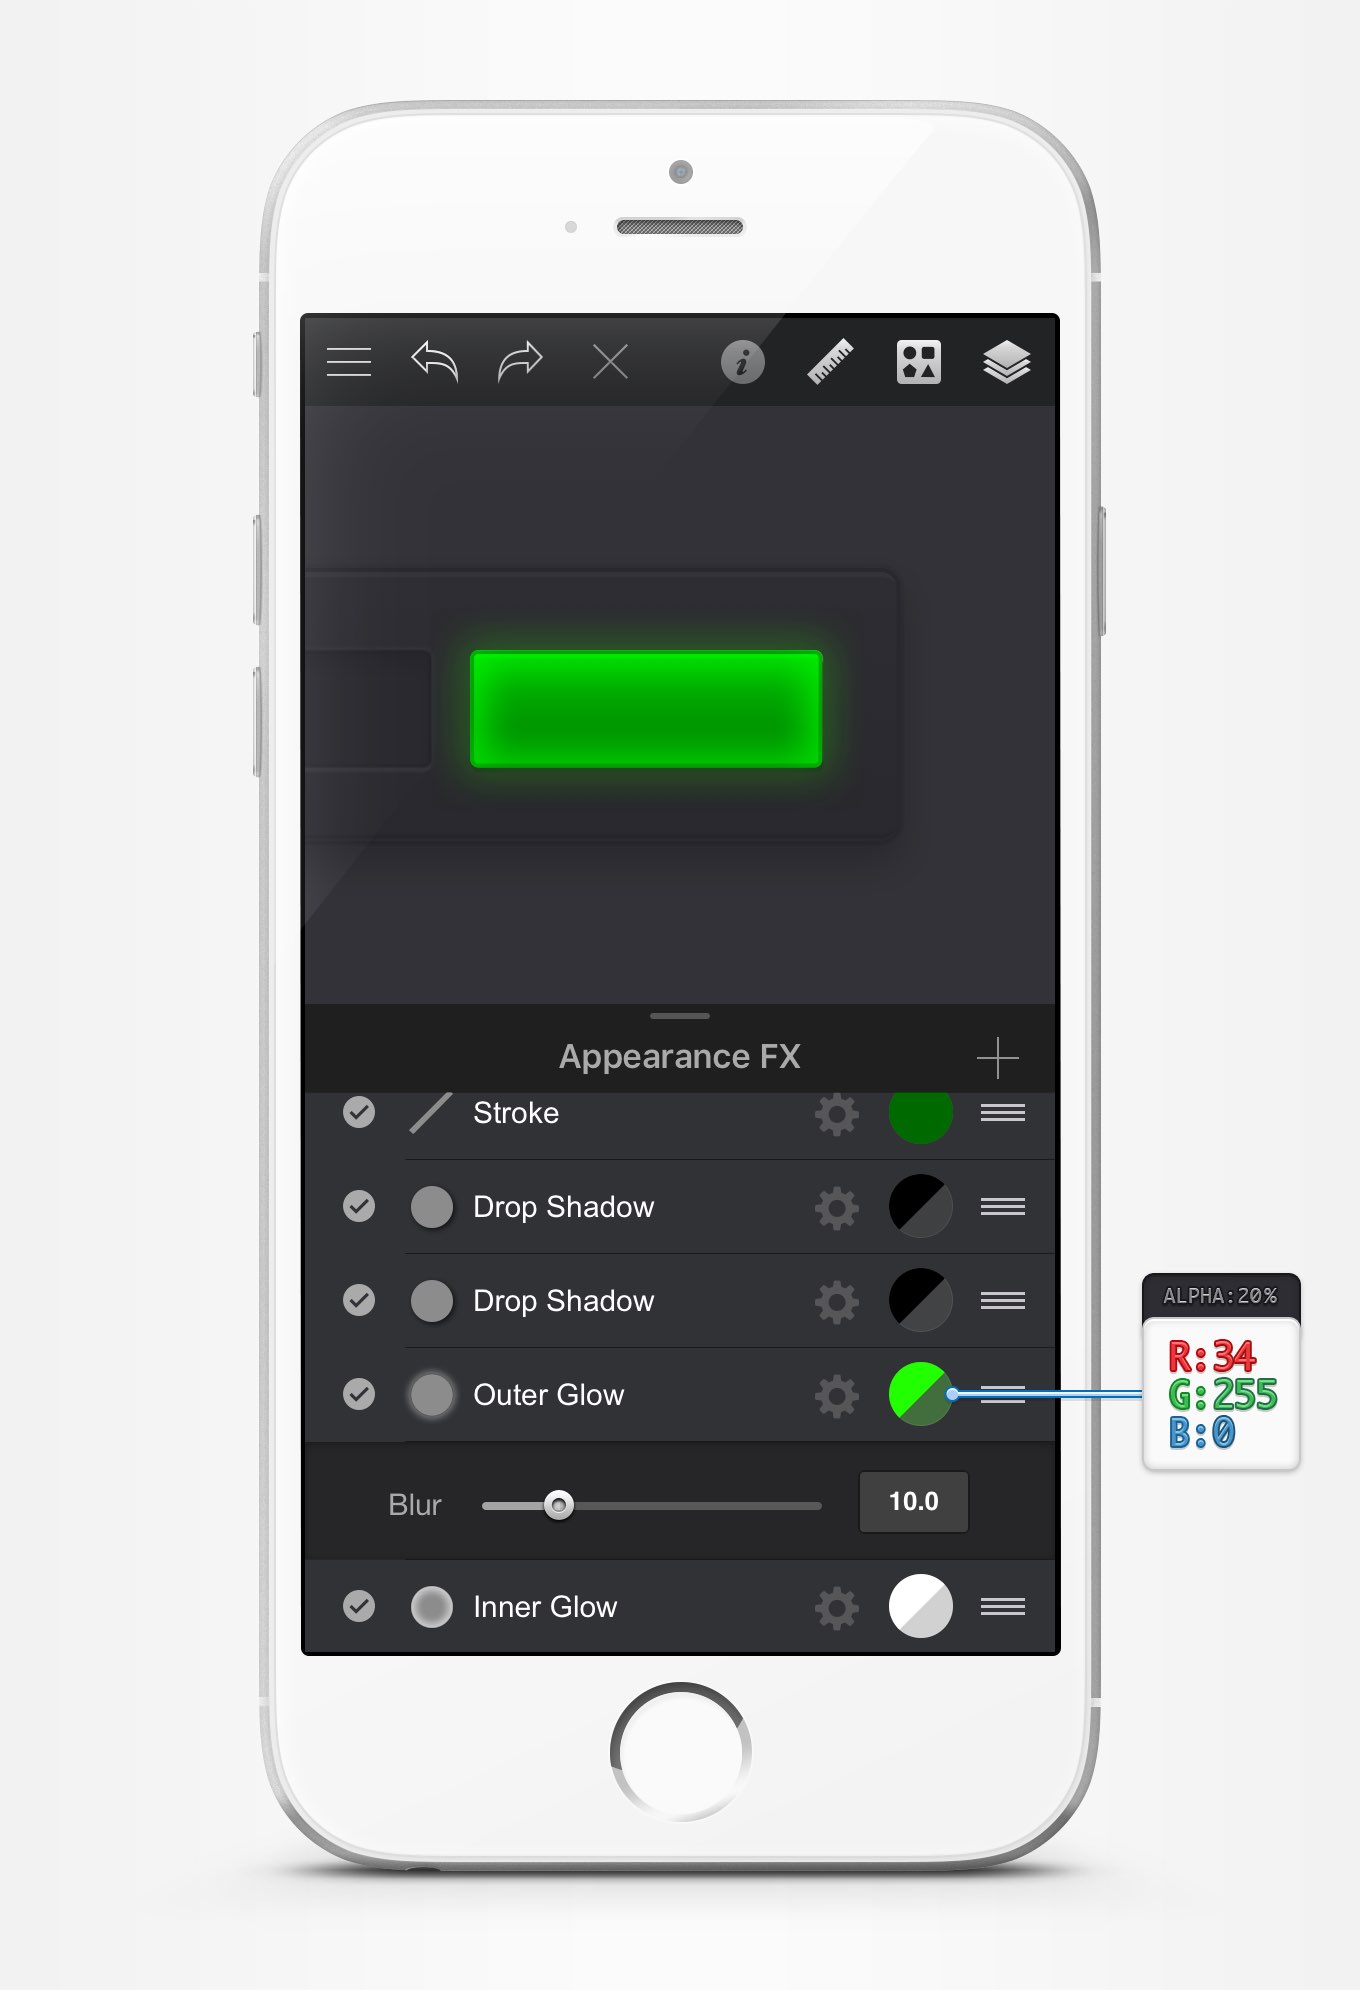 Appearance FX
Stroke
Drop Shadow
Drop Shadow
Outer Glow
ALPHA:20%
R:34
G:255
B:0
Blur
10.0
Inner Glow